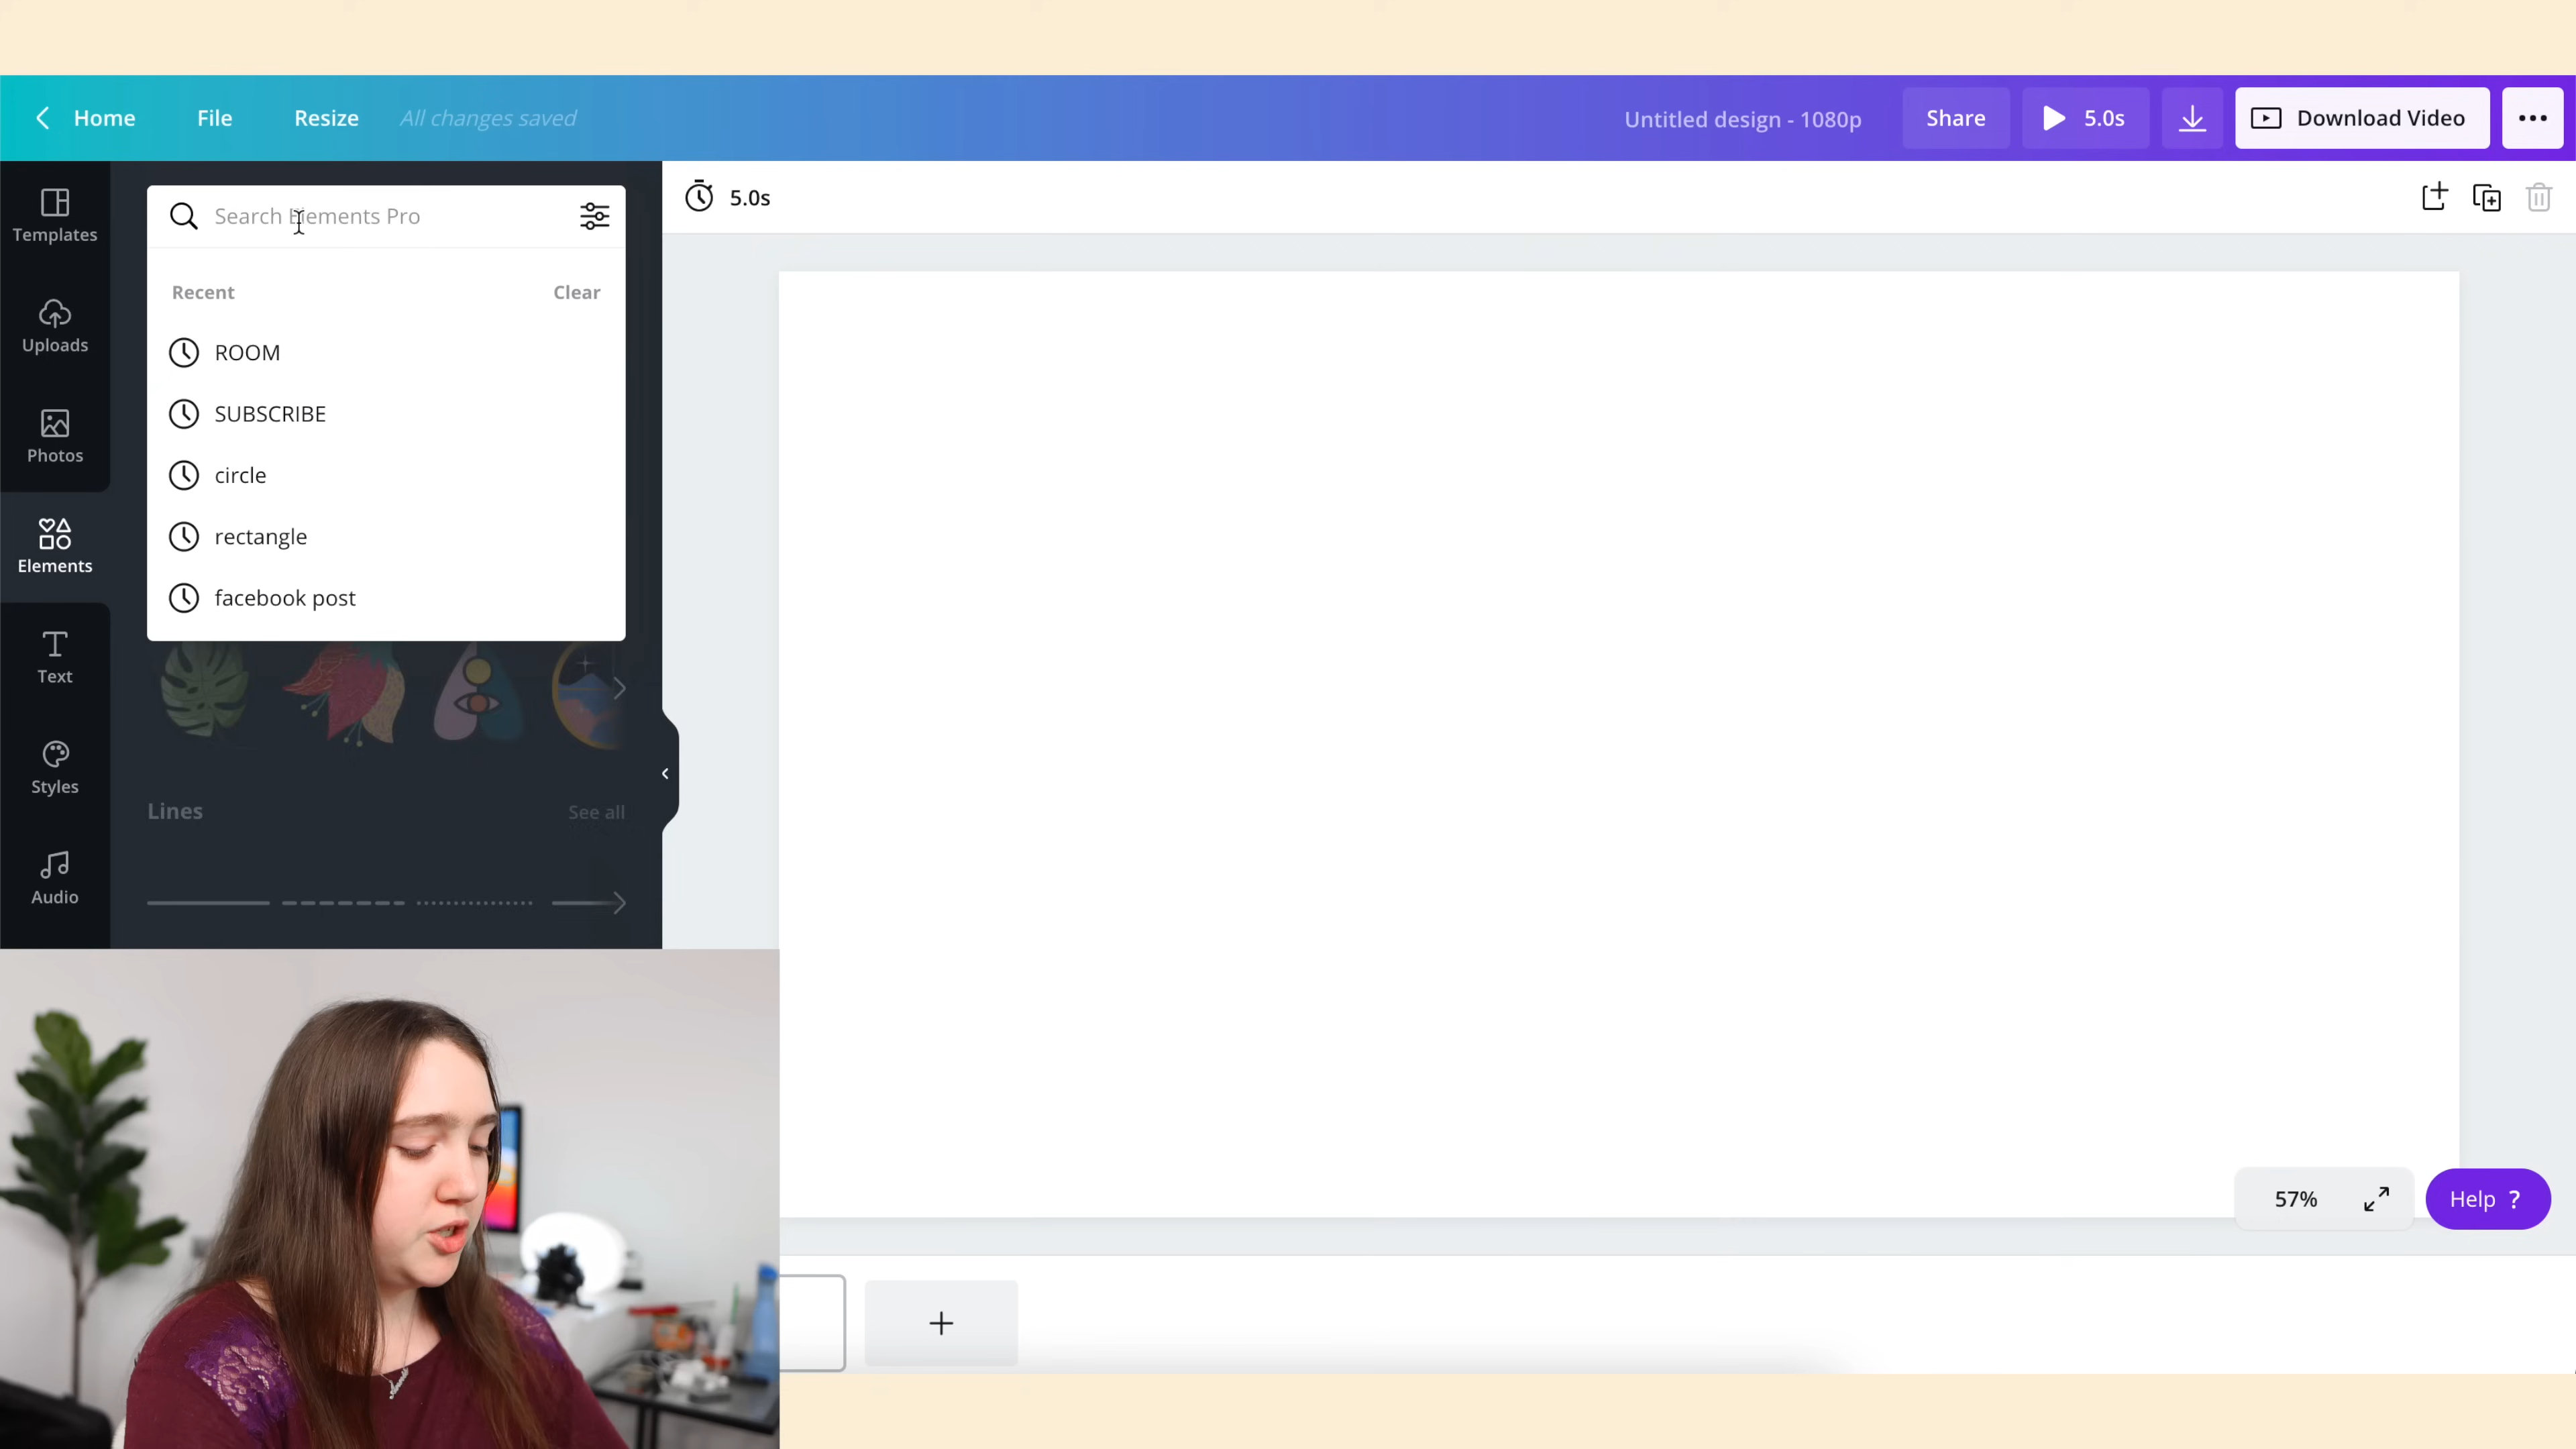 Home File Resize All changes saved Untitled design - 1080p Share 5.0s Download Video
Templates
Uploads
Photos
Elements
Text
Styles
Audio
Search Elements Pro
Recent Clear
ROOM
SUBSCRIBE
circle
rectangle
facebook post
Lines See all
5.0s
57% Help ?